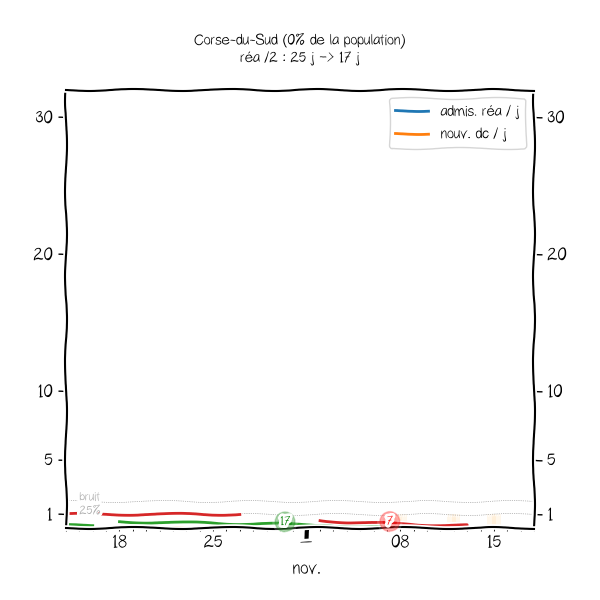 Corse-du-Sud (0% de la population)
réa /2 : 25 j -> 17 j
admis. réa / j
nouv. dc / j
30 30
20 20
10 10
5 5
bruit
25%
1 1
17 7
18 25 1 08 15
nov.